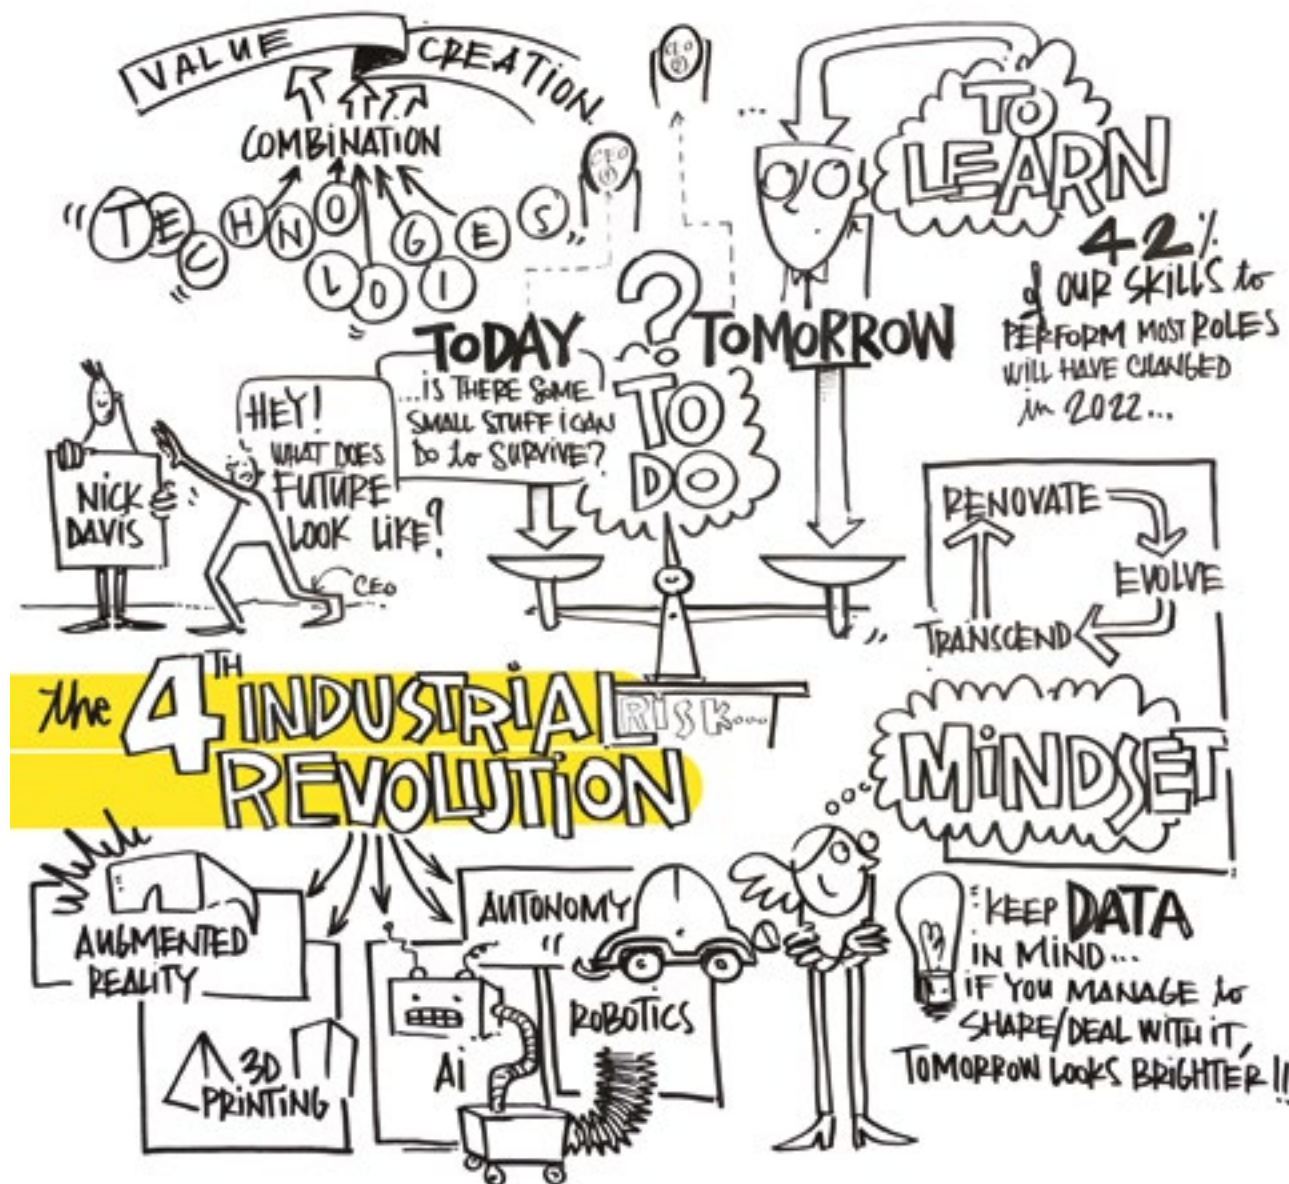 VALUE CREATION
COMBINATION
"TECHNOLOGIES"
CEO
①
CEO
②
...
TO
LEARN
42%
of OUR SKILLS to
PERFORM MOST ROLES
WILL HAVE CHANGED
in 2022...
TODAY
?
TOMORROW
...IS THERE SOME
SMALL STUFF i CAN
DO to SURVIVE?
TO
DO
HEY!
WHAT DOES
FUTURE
LOOK LIKE?
NICK
DAVIS
CEO
RENOVATE
EVOLVE
TRANSCEND
MiNDSET
the 4TH INDUSTRiAL
REVOLUTiON
RiSK....
AUGMENTED
REALITY
3D
PRiNTiNG
Ai
AUTONOMY
ROBOTiCS
KEEP DATA
IN MiND...
iF YOU MANAGE to
SHARE/DEAL WITH iT,
TOMORROW LOOKS BRiGHTER!!